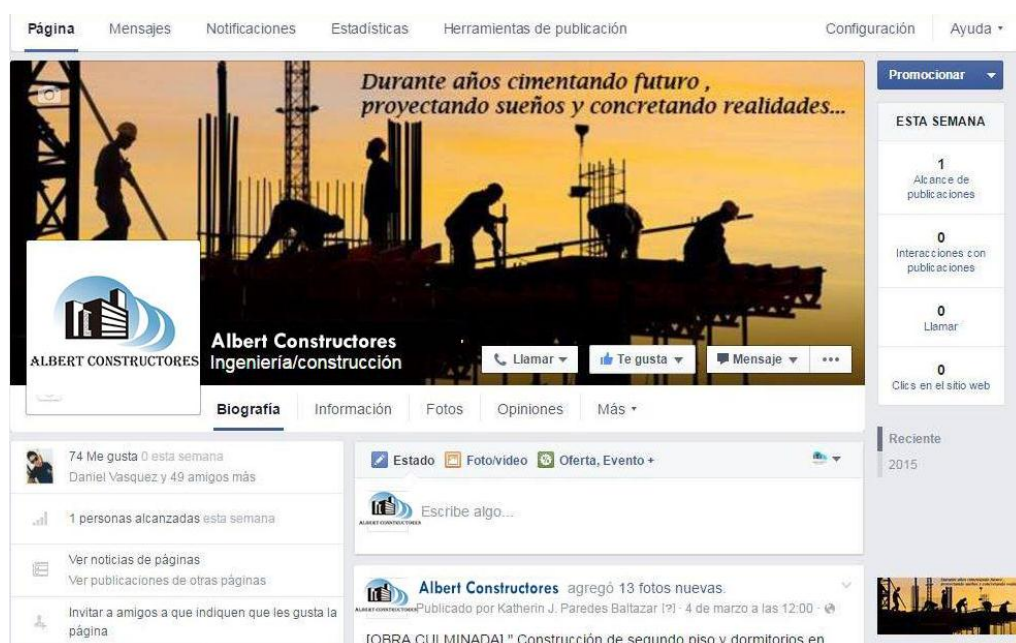 Página Mensajes Notificaciones Estadísticas Herramientas de publicación Configuración Ayuda
Durante años cimentando futuro ,
proyectando sueños y concretando realidades...
ALBERT CONSTRUCTORES
Albert Constructores
Ingeniería/construcción
Llamar Te gusta Mensaje
Biografía Información Fotos Opiniones Más
Promocionar
ESTA SEMANA
1
Alcance de
publicaciones
0
Interacciones con
publicaciones
0
Llamar
0
Clics en el sitio web
Reciente
2015
74 Me gusta 0 esta semana
Daniel Vasquez y 49 amigos más
1 personas alcanzadas esta semana
Ver noticias de páginas
Ver publicaciones de otras páginas
Invitar a amigos a que indiquen que les gusta la
página
Estado Foto/video Oferta, Evento +
ALBERT CONSTRUCTORES
Escribe algo...
ALBERT CONSTRUCTORES
Albert Constructores agregó 13 fotos nuevas.
Publicado por Katherin J. Paredes Baltazar [?] · 4 de marzo a las 12:00 ·
[OBRA CULMINADA] " Construcción de segundo piso y dormitorios en